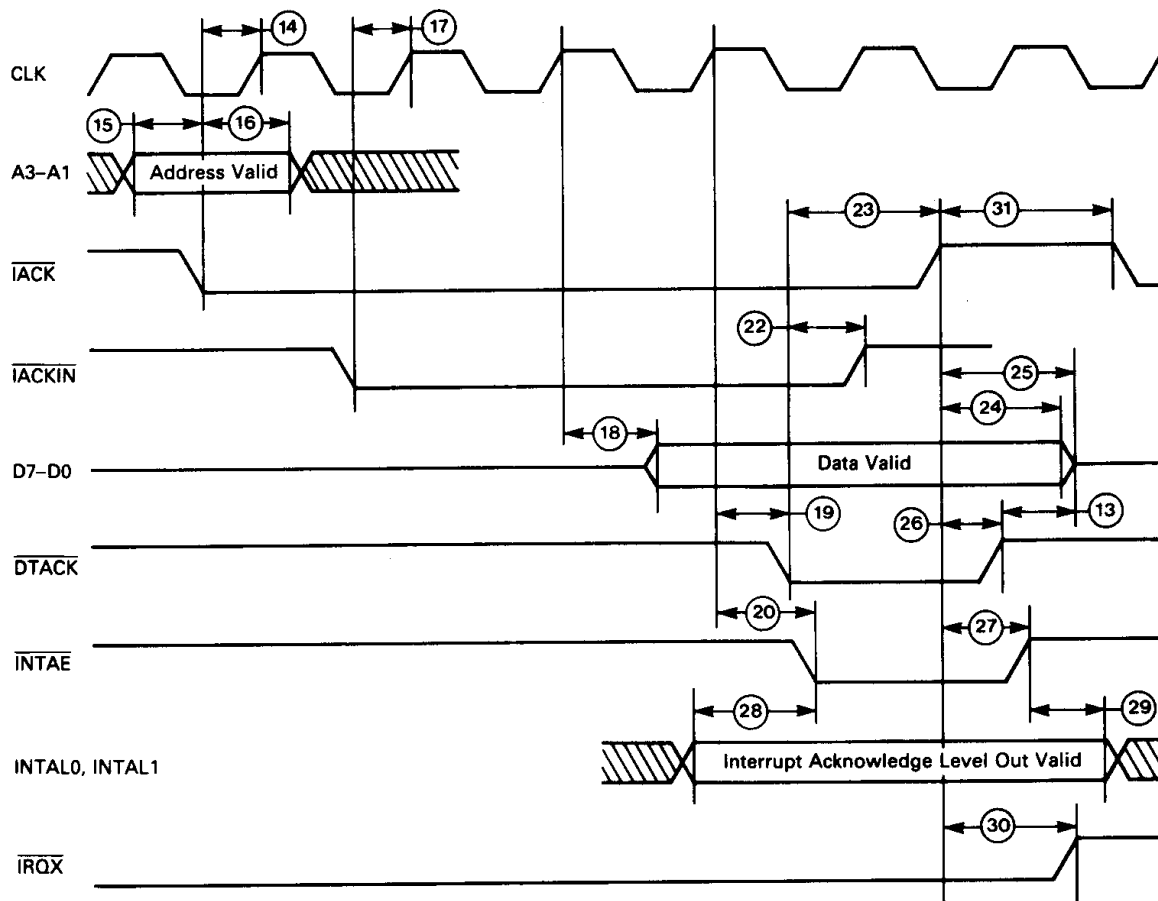 14
17
CLK
15
16
A3–A1
Address Valid
23
31
IACK
22
IACKIN
25
24
18
D7–D0
Data Valid
19
26
13
DTACK
20
27
INTAE
28
29
INTAL0, INTAL1
Interrupt Acknowledge Level Out Valid
30
IRQX